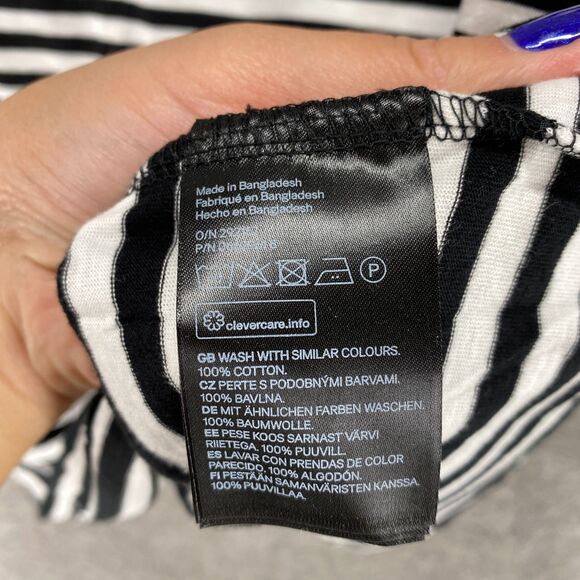 Made in Bangladesh
Fabriqué en Bangladesh
Hecho en Bangladesh
O/N
P/N
P
clevercare.info
GB WASH WITH SIMILAR COLOURS.
100% COTTON.
CZ PERTE S PODOBNÝMI BARVAMI.
100% BAVLNA.
DE MIT ÄHNLICHEN FARBEN WASCHEN.
100% BAUMWOLLE.
EE PESE KOOS SARNAST VÄRVI
RIIETEGA. 100% PUUVILL.
ES LAVAR CON PRENDAS DE COLOR
PARECIDO. 100% ALGODÓN.
FI PESTÄÄN SAMANVÄRISTEN KANSSA.
100% PUUVILLAA.